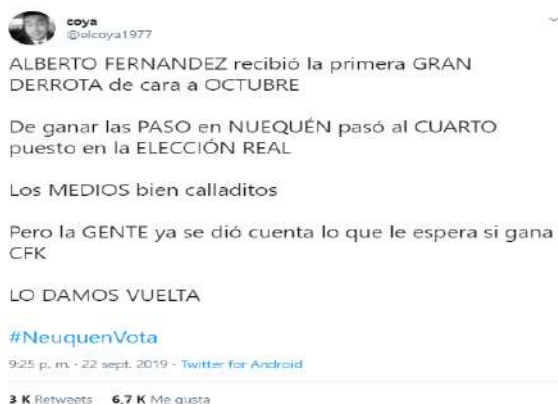 coya
@elcoya1977
ALBERTO FERNANDEZ recibió la primera GRAN
DERROTA de cara a OCTUBRE
De ganar las PASO en NUEQUÉN pasó al CUARTO
puesto en la ELECCIÓN REAL
Los MEDIOS bien calladitos
Pero la GENTE ya se dió cuenta lo que le espera si gana
CFK
LO DAMOS VUELTA
#NeuquenVota
9:25 p. m. · 22 sept. 2019 · Twitter for Android
3 K Retweets 6,7 K Me gusta